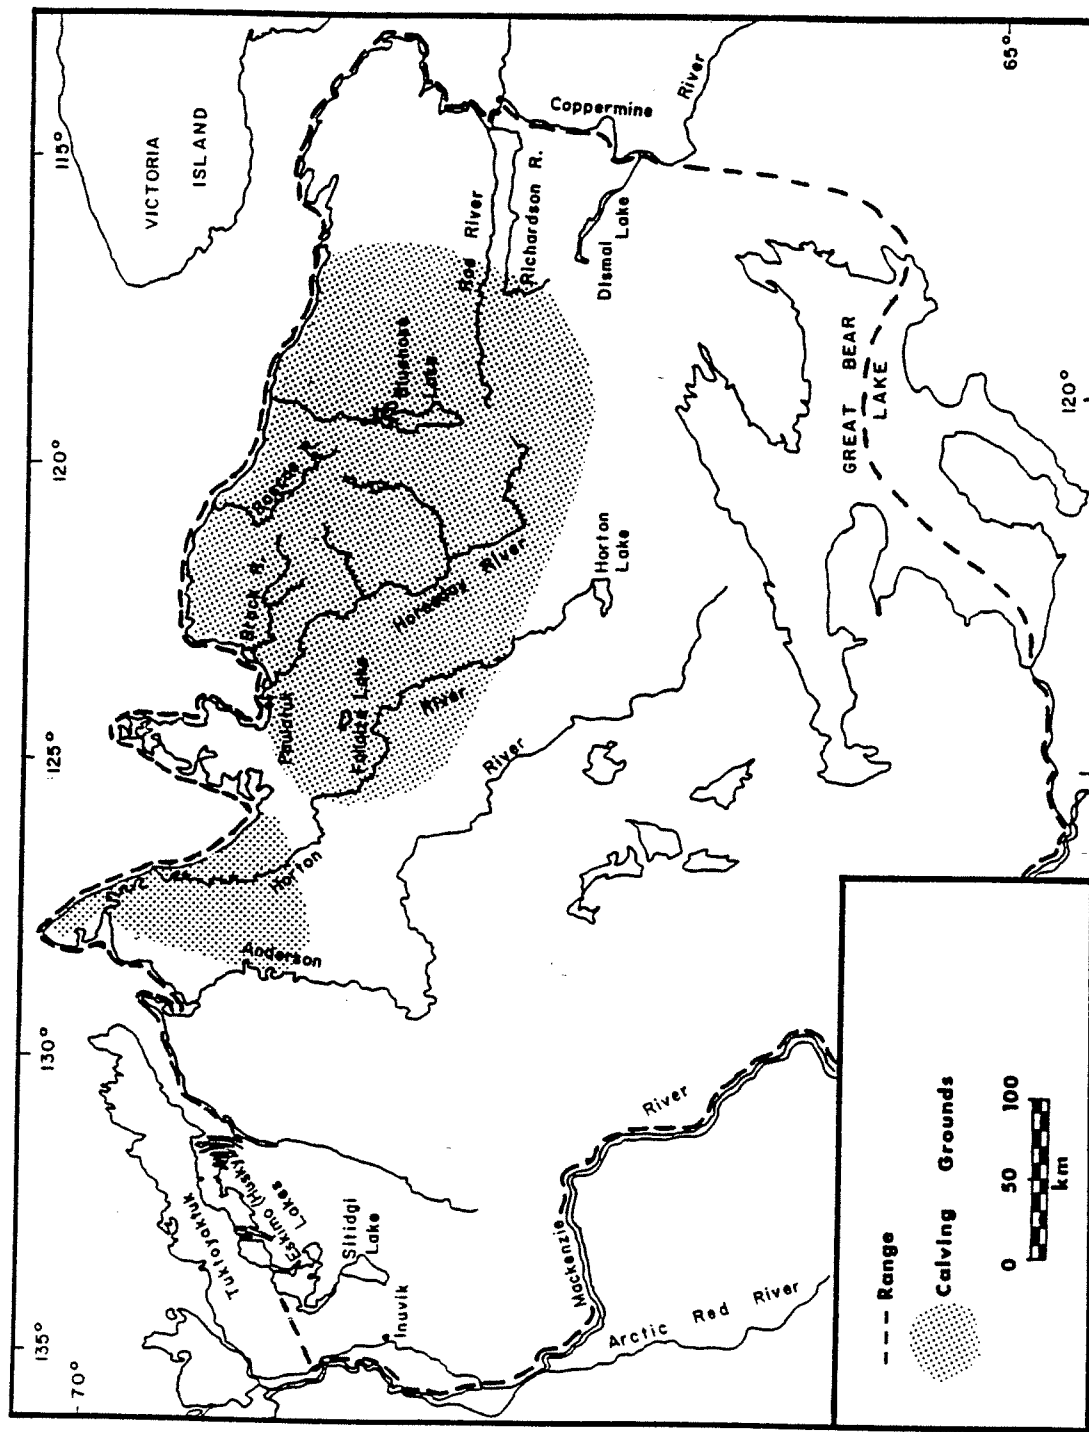 135°
130°
125°
120°
115°
70°
65°
120°
VICTORIA
ISLAND
Coppermine
River
Rae River
Richardson R.
Dismal
Lake
Bluenose
Lake
Roscoe R.
Brock R.
Hornaday River
Horton
Lake
Paulatuk
Fallaize Lake
River
Horton
River
Anderson
GREAT BEAR
LAKE
Tuktoyaktuk
Eskimo (Husky)
Lakes
Sitidgi
Lake
Inuvik
Mackenzie
River
Arctic Red River
Range
Calving Grounds
0 50 100
km